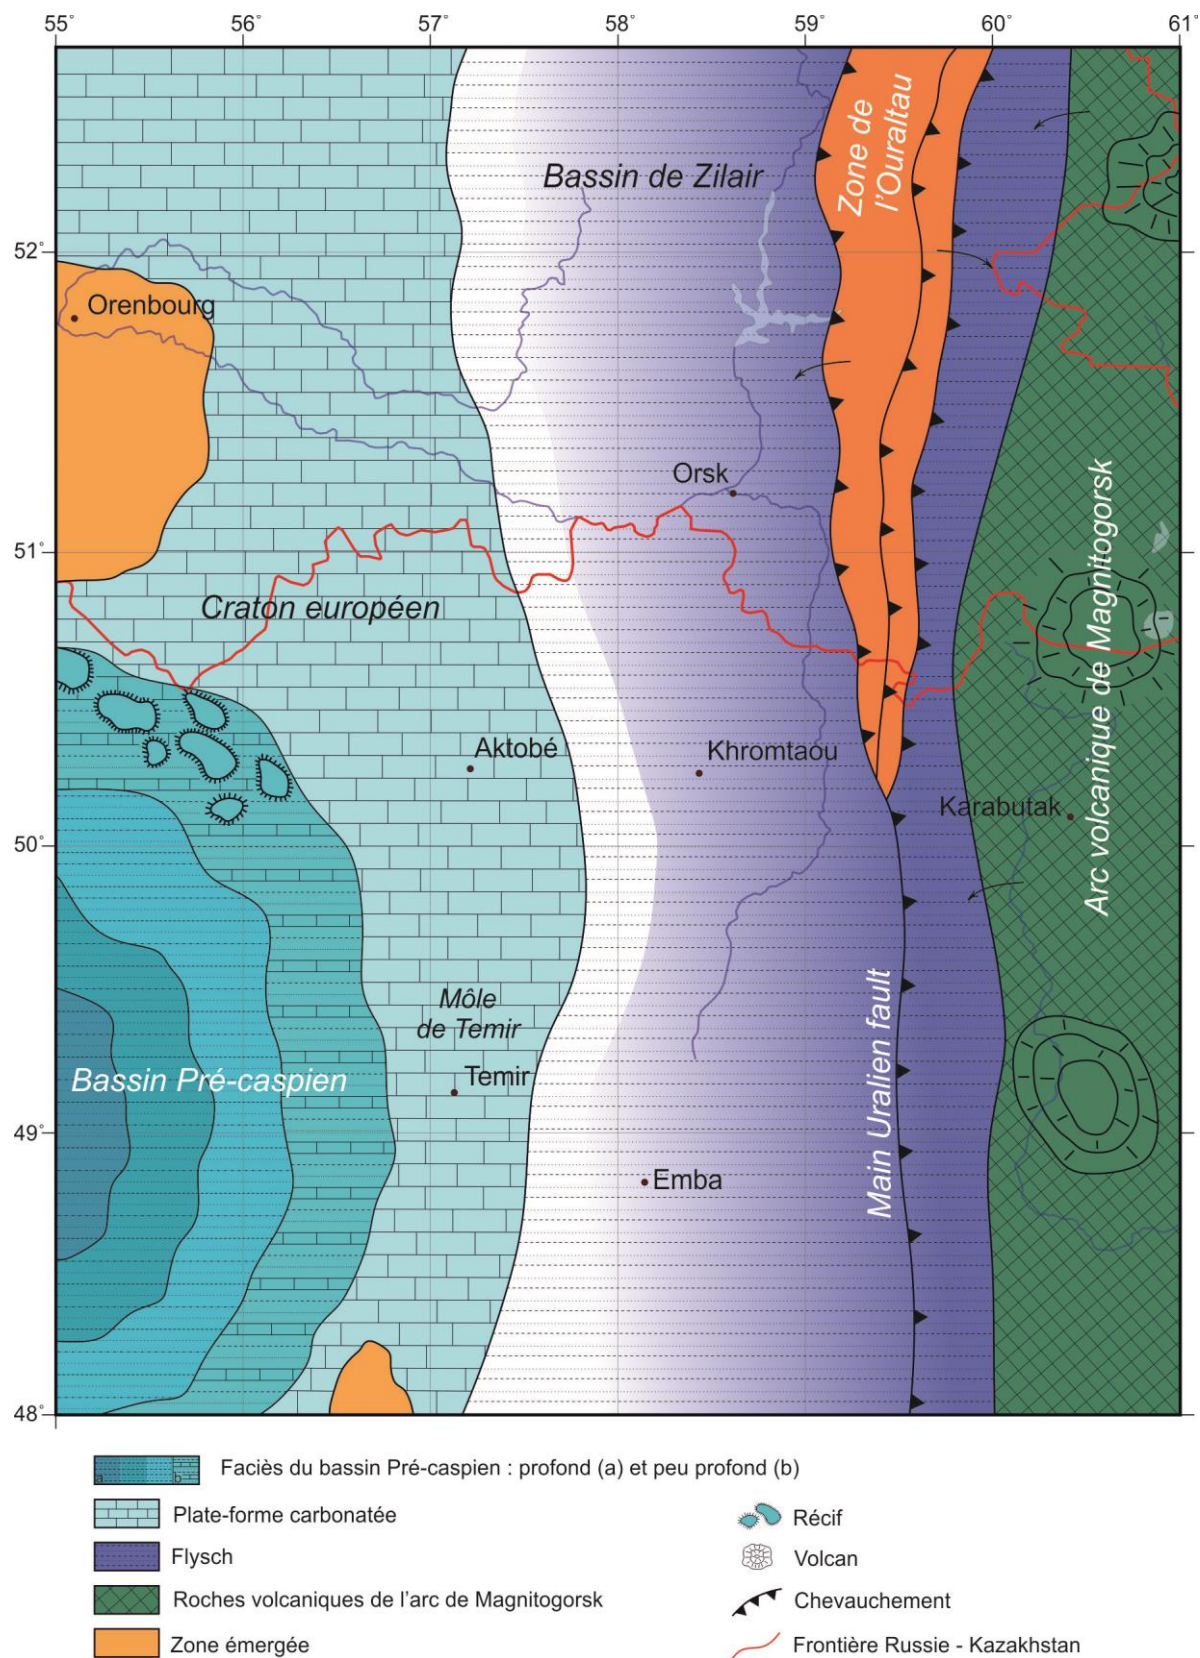 55° 56° 57° 58° 59° 60° 61°
Zone de
l'Ouraltau
Bassin de Zilair
52°
Orenbourg
Orsk
51°
Craton européen
Arc volcanique de Magnitogorsk
Aktobé
Khromtaou
Karabutak
50°
Môle
de Temir
Main Uralien fault
Bassin Pré-caspien
Temir
49°
Emba
48°
a b Faciès du bassin Pré-caspien : profond (a) et peu profond (b)
Plate-forme carbonatée
Récif
Flysch
Volcan
Roches volcaniques de l'arc de Magnitogorsk
Chevauchement
Zone émergée
Frontière Russie - Kazakhstan